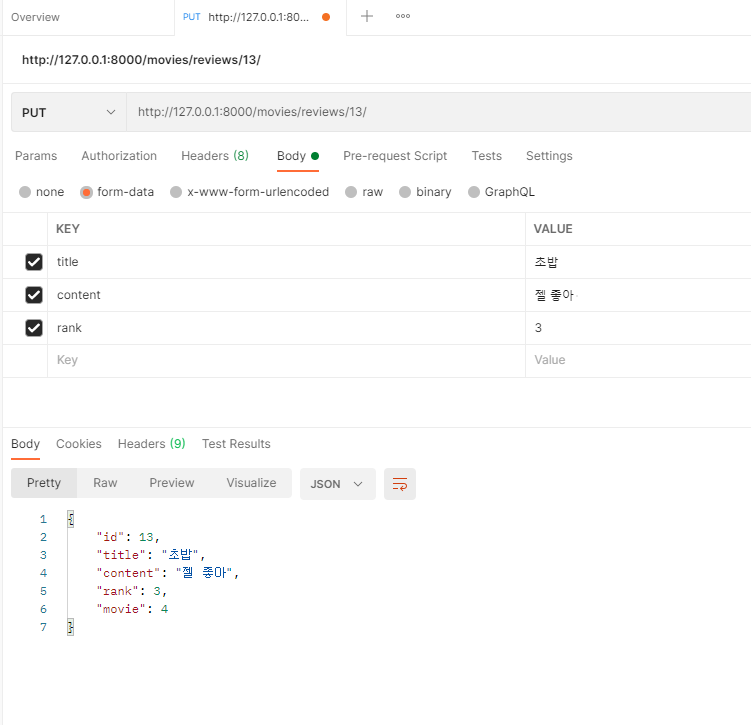 Overview PUT http://127.0.0.1:80...
http://127.0.0.1:8000/movies/reviews/13/
PUT http://127.0.0.1:8000/movies/reviews/13/
Params Authorization Headers (8) Body Pre-request Script Tests Settings
none form-data x-www-form-urlencoded raw binary GraphQL
KEY VALUE
title 초밥
content 젤 좋아
rank 3
Key Value
Body Cookies Headers (9) Test Results
Pretty Raw Preview Visualize JSON
1 {
2 "id": 13,
3 "title": "초밥",
4 "content": "젤 좋아",
5 "rank": 3,
6 "movie": 4
7 }